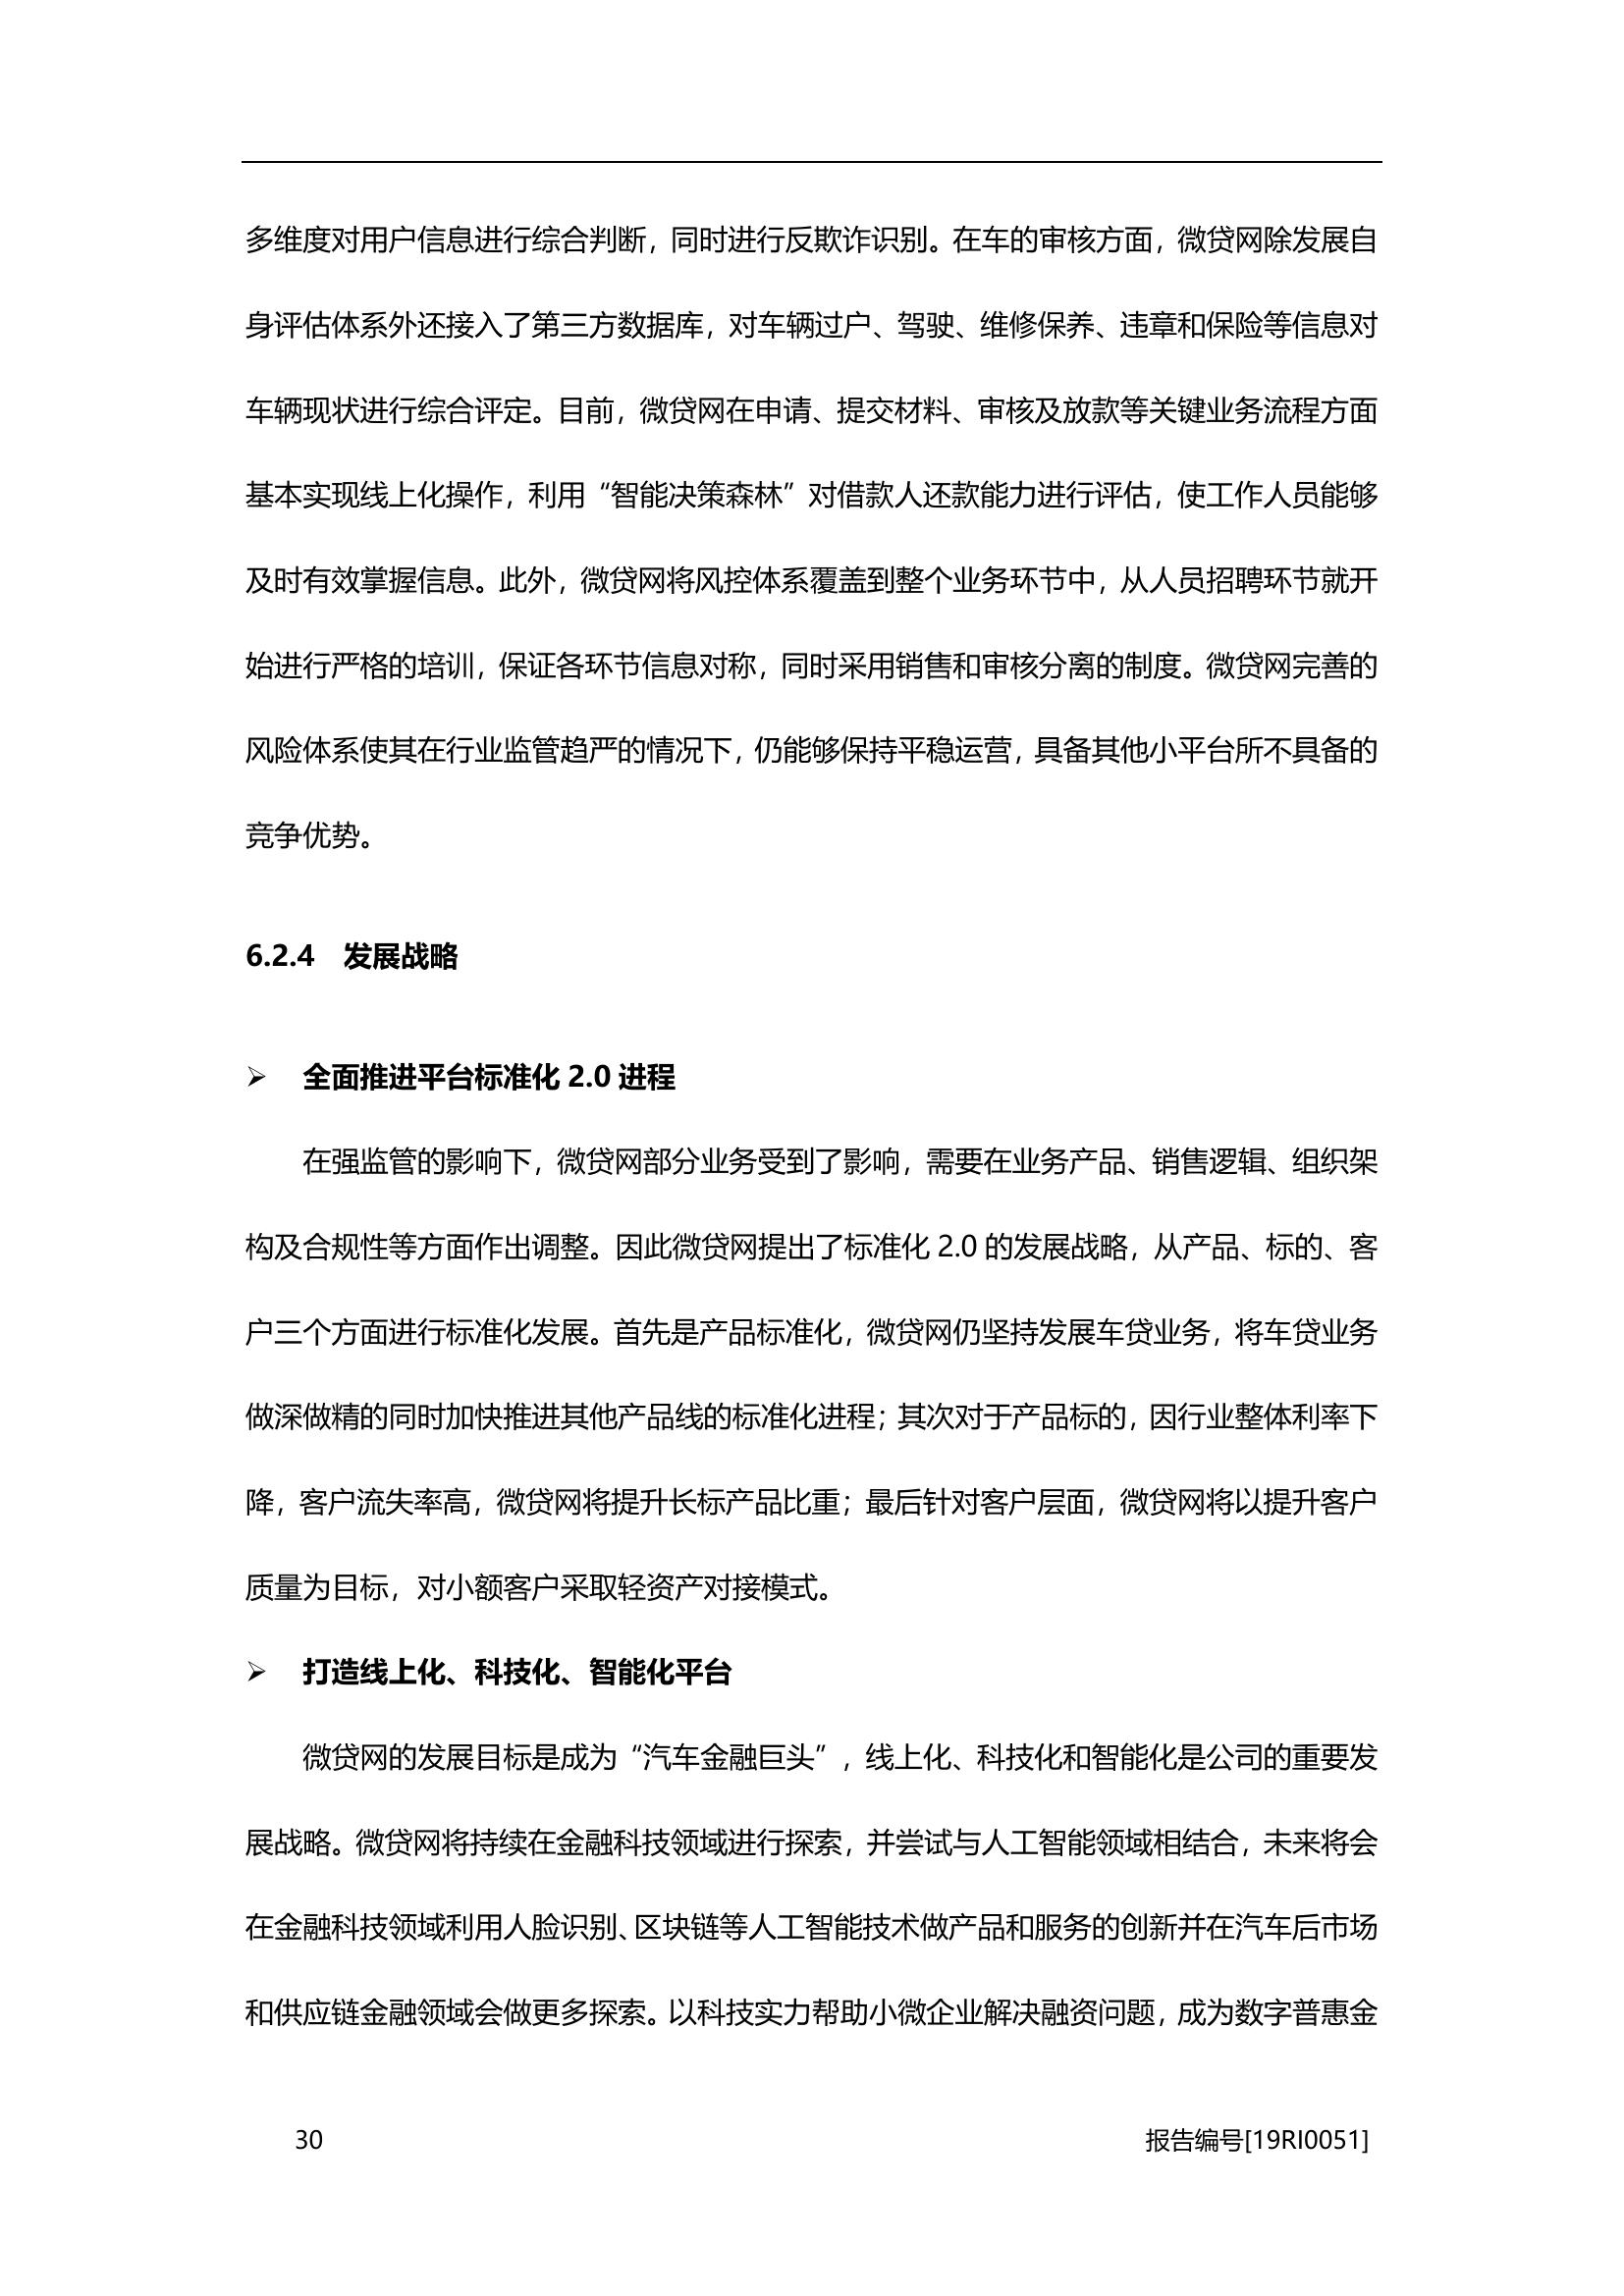 多维度对用户信息进行综合判断，同时进行反欺诈识别。在车的审核方面，微贷网除发展自
身评估体系外还接入了第三方数据库，对车辆过户、驾驶、维修保养、违章和保险等信息对
车辆现状进行综合评定。目前，微贷网在申请、提交材料、审核及放款等关键业务流程方面
基本实现线上化操作，利用“智能决策森林”对借款人还款能力进行评估，使工作人员能够
及时有效掌握信息。此外，微贷网将风控体系覆盖到整个业务环节中，从人员招聘环节就开
始进行严格的培训，保证各环节信息对称，同时采用销售和审核分离的制度。微贷网完善的
风险体系使其在行业监管趋严的情况下，仍能够保持平稳运营，具备其他小平台所不具备的
竞争优势。
6.2.4 发展战略
➢ 全面推进平台标准化 2.0 进程
在强监管的影响下，微贷网部分业务受到了影响，需要在业务产品、销售逻辑、组织架
构及合规性等方面作出调整。因此微贷网提出了标准化 2.0 的发展战略，从产品、标的、客
户三个方面进行标准化发展。首先是产品标准化，微贷网仍坚持发展车贷业务，将车贷业务
做深做精的同时加快推进其他产品线的标准化进程；其次对于产品标的，因行业整体利率下
降，客户流失率高，微贷网将提升长标产品比重；最后针对客户层面，微贷网将以提升客户
质量为目标，对小额客户采取轻资产对接模式。
➢ 打造线上化、科技化、智能化平台
微贷网的发展目标是成为“汽车金融巨头”，线上化、科技化和智能化是公司的重要发
展战略。微贷网将持续在金融科技领域进行探索，并尝试与人工智能领域相结合，未来将会
在金融科技领域利用人脸识别、区块链等人工智能技术做产品和服务的创新并在汽车后市场
和供应链金融领域会做更多探索。以科技实力帮助小微企业解决融资问题，成为数字普惠金
30 报告编号[19RI0051]